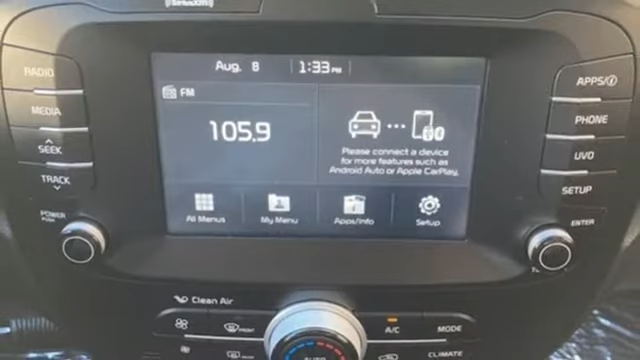 SiriusXM
Aug. 8 1:33 PM
RADIO
APPS/i
FM
MEDIA
PHONE
105.9
SEEK
Please connect a device
for more features such as
Android Auto or Apple CarPlay.
UVO
TRACK
SETUP
All Menus My Menu Apps/Info Setup
POWER
PUSH
ENTER
Clean Air
FRONT
A/C
MODE
CLIMATE